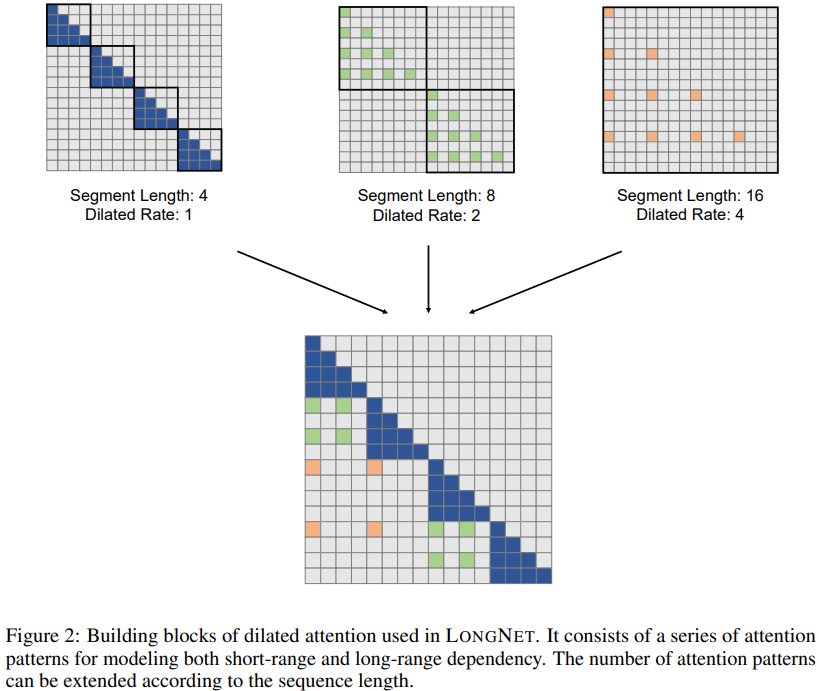 Segment Length: 4
Dilated Rate: 1
Segment Length: 8
Dilated Rate: 2
Segment Length: 16
Dilated Rate: 4
Figure 2: Building blocks of dilated attention used in LONGNET. It consists of a series of attention
patterns for modeling both short-range and long-range dependency. The number of attention patterns
can be extended according to the sequence length.